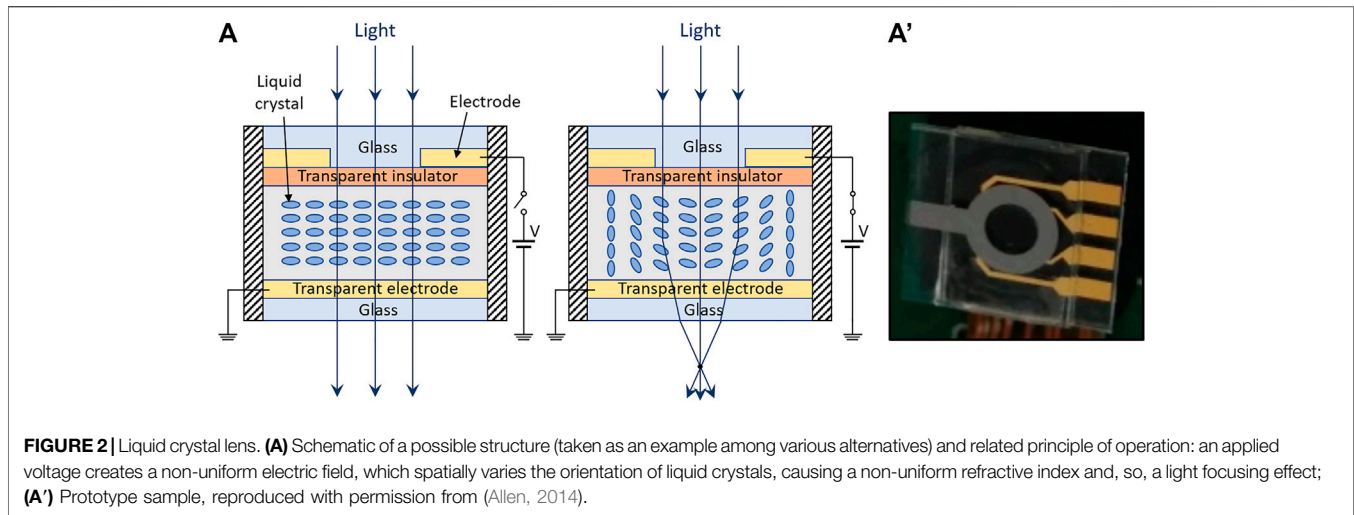 A
Light
Light
A'
Liquid
crystal
Electrode
Glass
Transparent insulator
V
Transparent electrode
Glass
Glass
Transparent insulator
V
Transparent electrode
Glass
FIGURE 2 | Liquid crystal lens. (A) Schematic of a possible structure (taken as an example among various alternatives) and related principle of operation: an applied
voltage creates a non-uniform electric field, which spatially varies the orientation of liquid crystals, causing a non-uniform refractive index and, so, a light focusing effect;
(A′) Prototype sample, reproduced with permission from (Allen, 2014).